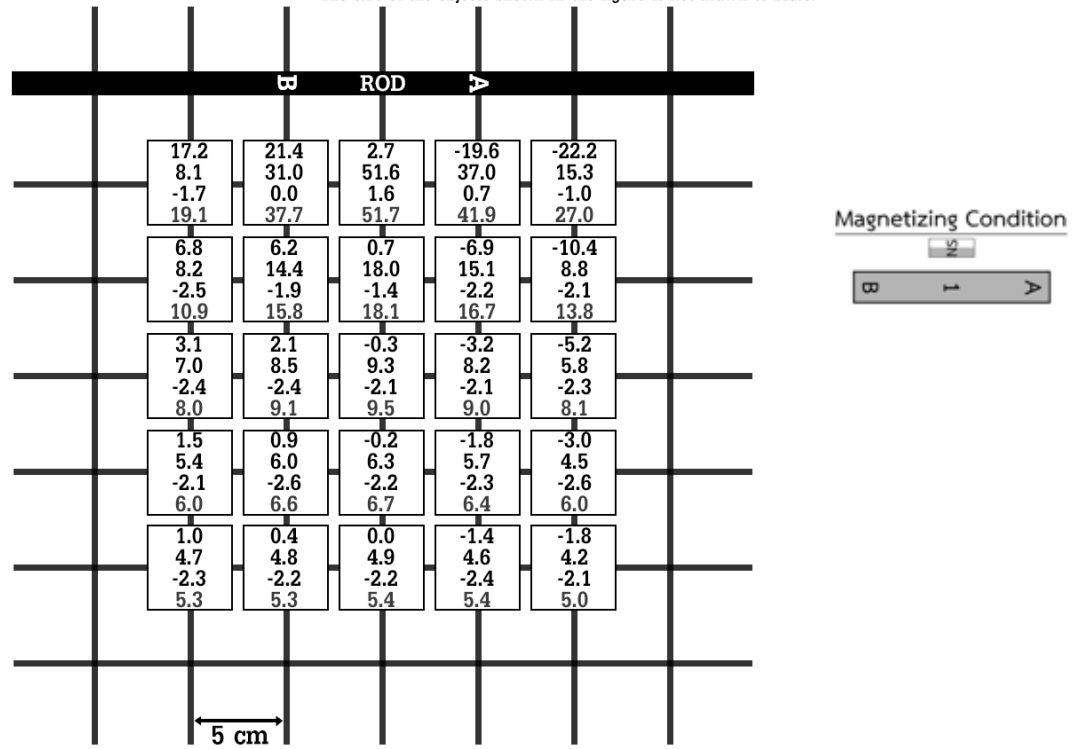 B ROD A
17.2 21.4 2.7 -19.6 -22.2
8.1 31.0 51.6 37.0 15.3
-1.7 0.0 1.6 0.7 -1.0
19.1 37.7 51.7 41.9 27.0
6.8 6.2 0.7 -6.9 -10.4
8.2 14.4 18.0 15.1 8.8
-2.5 -1.9 -1.4 -2.2 -2.1
10.9 15.8 18.1 16.7 13.8
3.1 2.1 -0.3 -3.2 -5.2
7.0 8.5 9.3 8.2 5.8
-2.4 -2.4 -2.1 -2.1 -2.3
8.0 9.1 9.5 9.0 8.1
1.5 0.9 -0.2 -1.8 -3.0
5.4 6.0 6.3 5.7 4.5
-2.1 -2.6 -2.2 -2.3 -2.6
6.0 6.6 6.7 6.4 6.0
1.0 0.4 0.0 -1.4 -1.8
4.7 4.8 4.9 4.6 4.2
-2.3 -2.2 -2.2 -2.4 -2.1
5.3 5.3 5.4 5.4 5.0
5 cm
Magnetizing Condition
SN
B 1 A